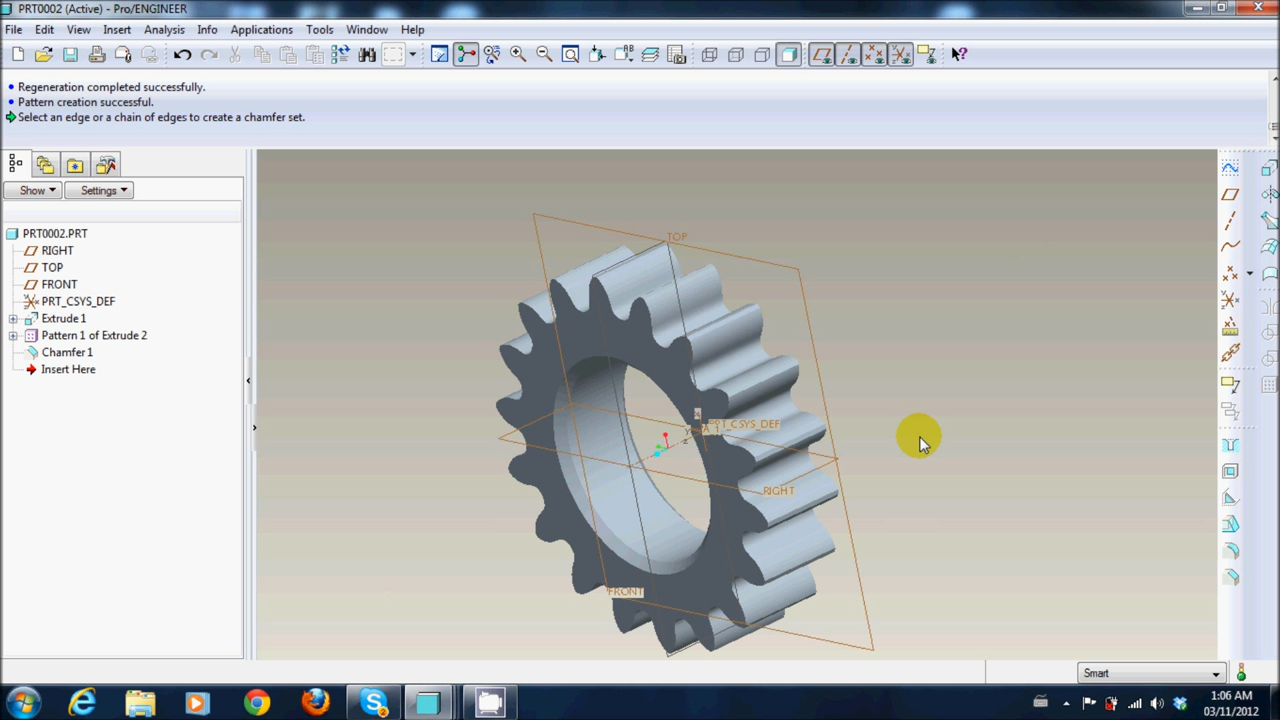 PRT0002 (Active) - Pro/ENGINEER
File Edit View Insert Analysis Info Applications Tools Window Help
Regeneration completed successfully.
Pattern creation successful.
Select an edge or a chain of edges to create a chamfer set.
Show Settings
PRT0002.PRT
RIGHT
TOP
FRONT
PRT_CSYS_DEF
Extrude 1
Pattern 1 of Extrude 2
Chamfer 1
Insert Here
TOP
PRT_CSYS_DEF
RIGHT
FRONT
Smart
1:06 AM
03/11/2012